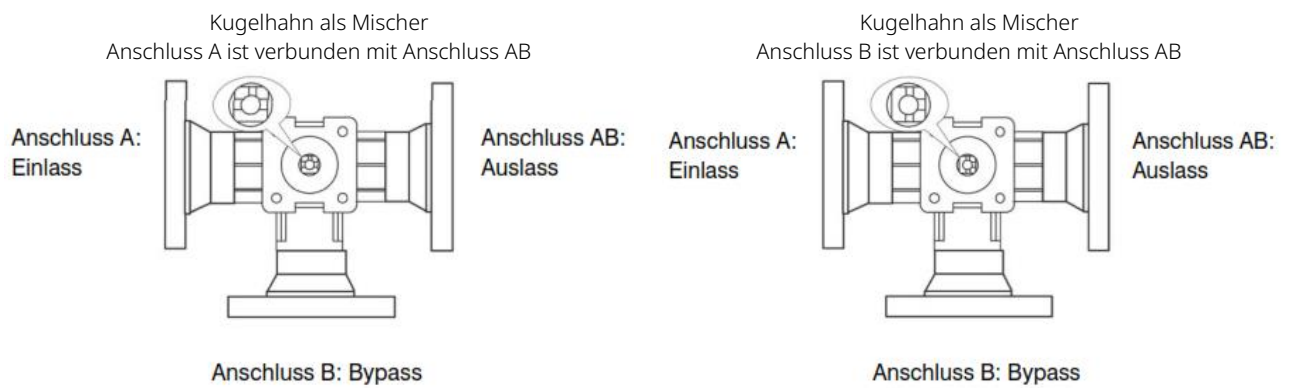 Kugelhahn als Mischer
Anschluss A ist verbunden mit Anschluss AB
Anschluss A:
Einlass
Anschluss AB:
Auslass
Anschluss B: Bypass
Kugelhahn als Mischer
Anschluss B ist verbunden mit Anschluss AB
Anschluss A:
Einlass
Anschluss AB:
Auslass
Anschluss B: Bypass